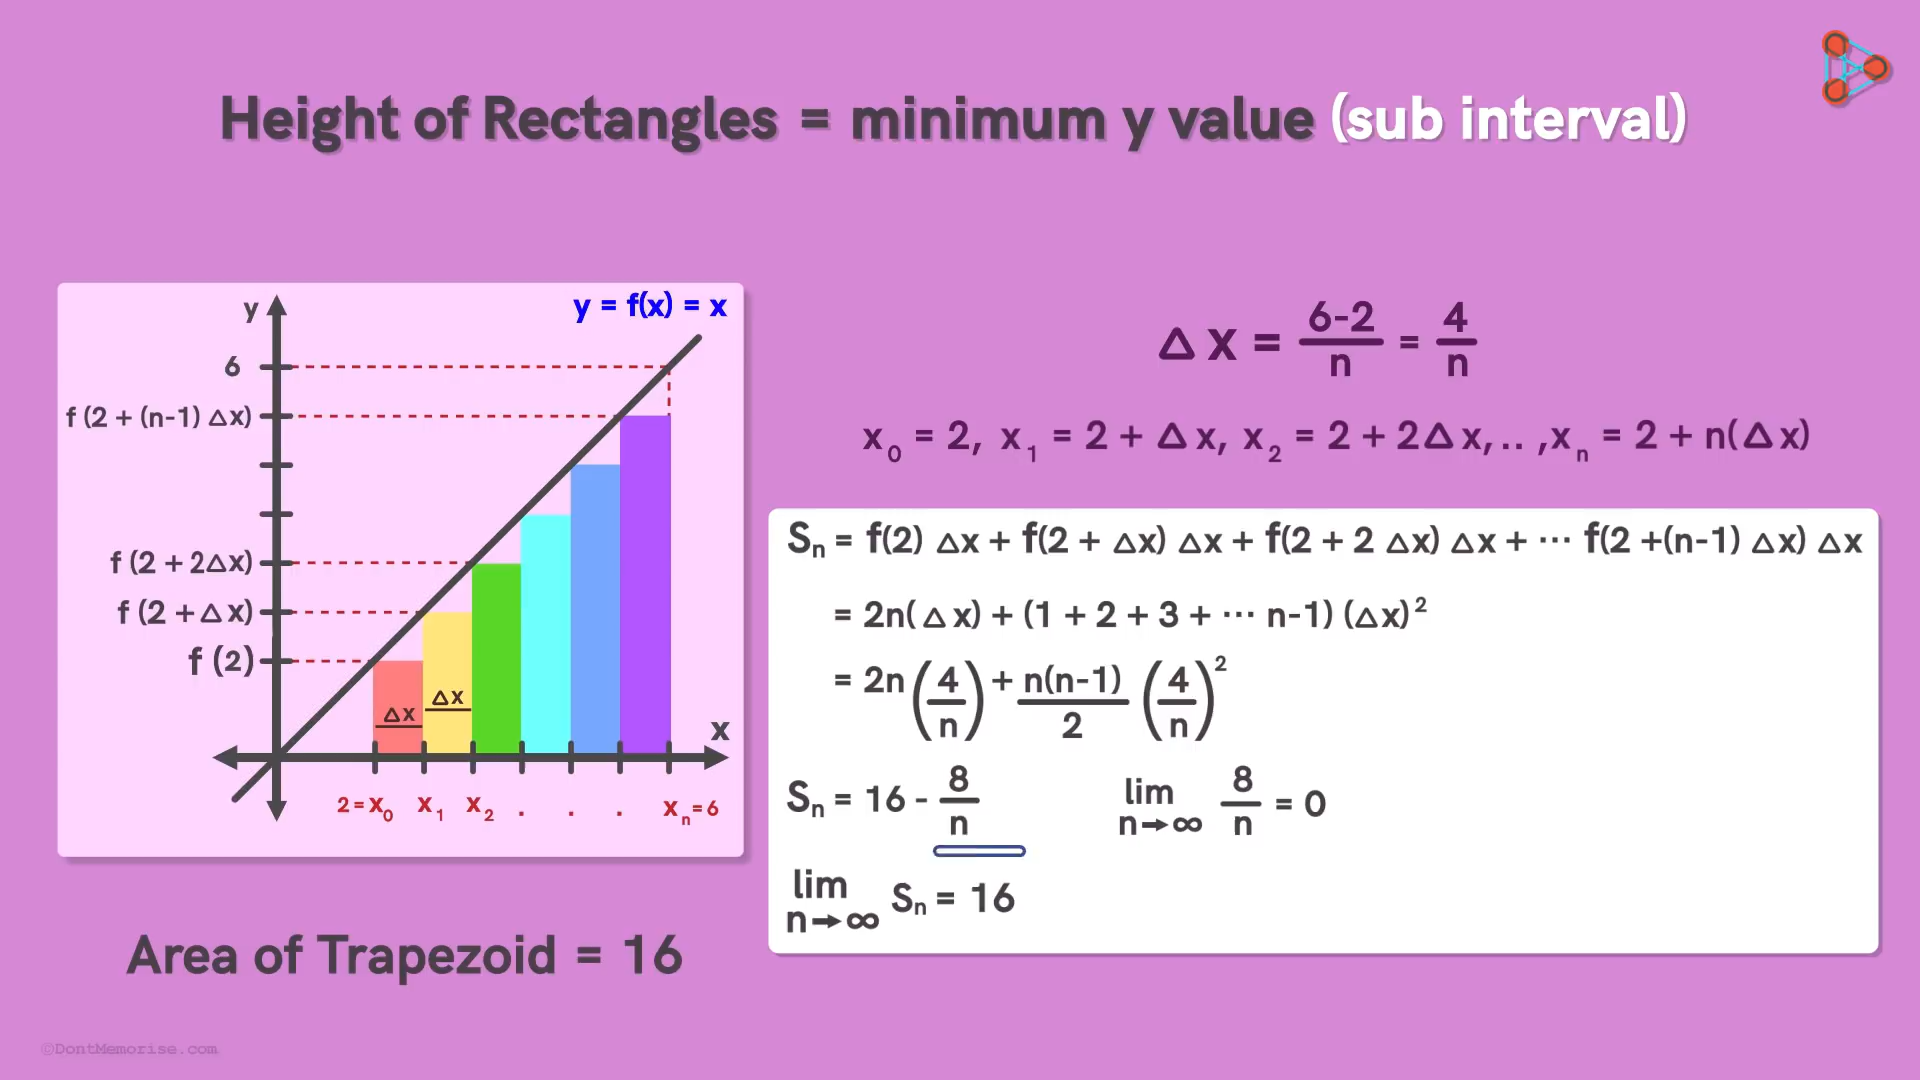 Height of Rectangles = minimum y value (sub interval)
y
y = f(x) = x
6
f (2 + (n-1) △x)
f (2 + 2△x)
f (2 + △x)
f (2)
△x
△x
x
2=x₀ x₁ x₂ . . . xₙ=6
Area of Trapezoid = 16
△x = 6-2/n = 4/n
x₀ = 2, x₁ = 2 + △x, x₂ = 2 + 2△x,.. ,xₙ = 2 + n(△x)
Sₙ = f(2) △x + f(2 + △x) △x + f(2 + 2 △x) △x + ··· f(2 +(n-1) △x) △x
= 2n(△x) + (1 + 2 + 3 + ··· n-1) (△x)²
= 2n (4/n) + n(n-1)/2 (4/n)²
Sₙ = 16 - 8/n
lim n→∞ 8/n = 0
lim n→∞ Sₙ = 16
©DontMemorise.com